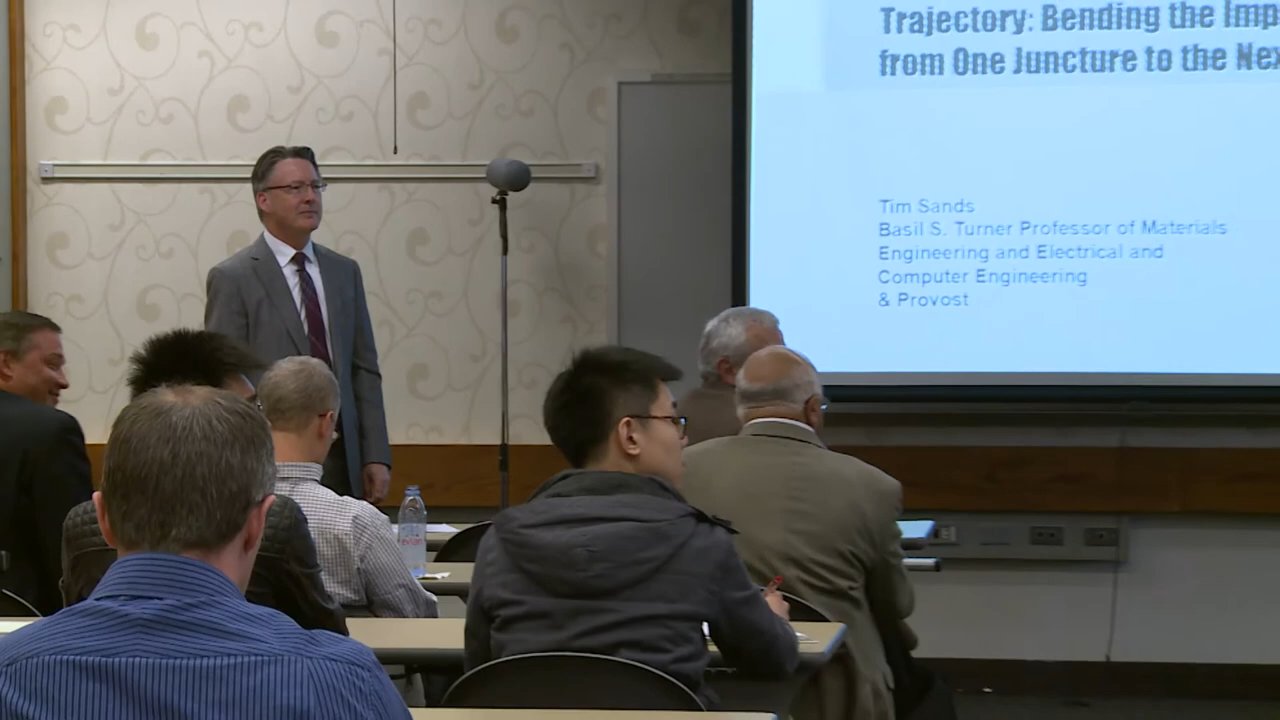 Trajectory: Bending the Imp
from One Juncture to the Nex
Tim Sands
Basil S. Turner Professor of Materials
Engineering and Electrical and
Computer Engineering
& Provost
evian